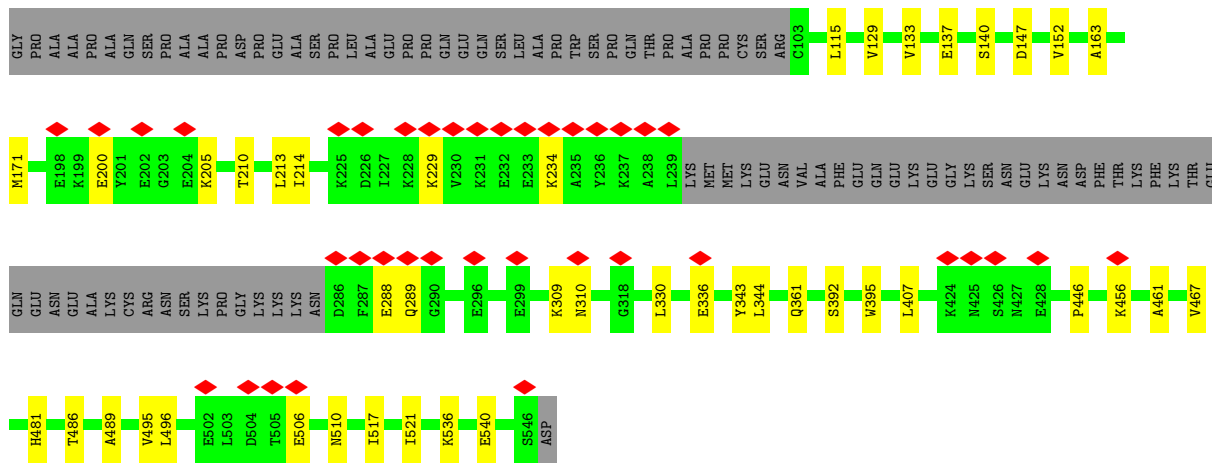 GLY PRO ALA ALA PRO ALA GLN SER PRO ALA ALA PRO ASP PRO GLU ALA SER PRO LEU ALA GLU PRO PRO GLN GLU GLN SER LEU ALA PRO TRP SER PRO GLN THR PRO ALA PRO PRO CYS SER ARG C103 L115 V129 V133 E137 S140 D147 V152 A163
M171 E198 K199 E200 Y201 E202 G203 E204 K205 T210 L213 I214 K225 D226 I227 K228 K229 V230 K231 E232 E233 K234 A235 Y236 K237 A238 L239 LYS MET MET LYS GLU ASN VAL ALA PHE GLU GLN GLU LYS GLU GLY LYS SER ASN GLU LYS ASN ASP PHE THR LYS PHE LYS THR GLU
GLN GLU ASN GLU ALA LYS CYS ARG ASN SER LYS PRO GLY LYS LYS LYS ASN D286 F287 E288 Q289 G290 E296 E299 K309 N310 G318 L330 E336 Y343 L344 Q361 S392 W395 L407 K424 N425 S426 N427 E428 P446 K456 A461 V467
H481 T486 A489 V495 L496 E502 L503 D504 T505 E506 N510 I517 I521 K536 E540 S546 ASP